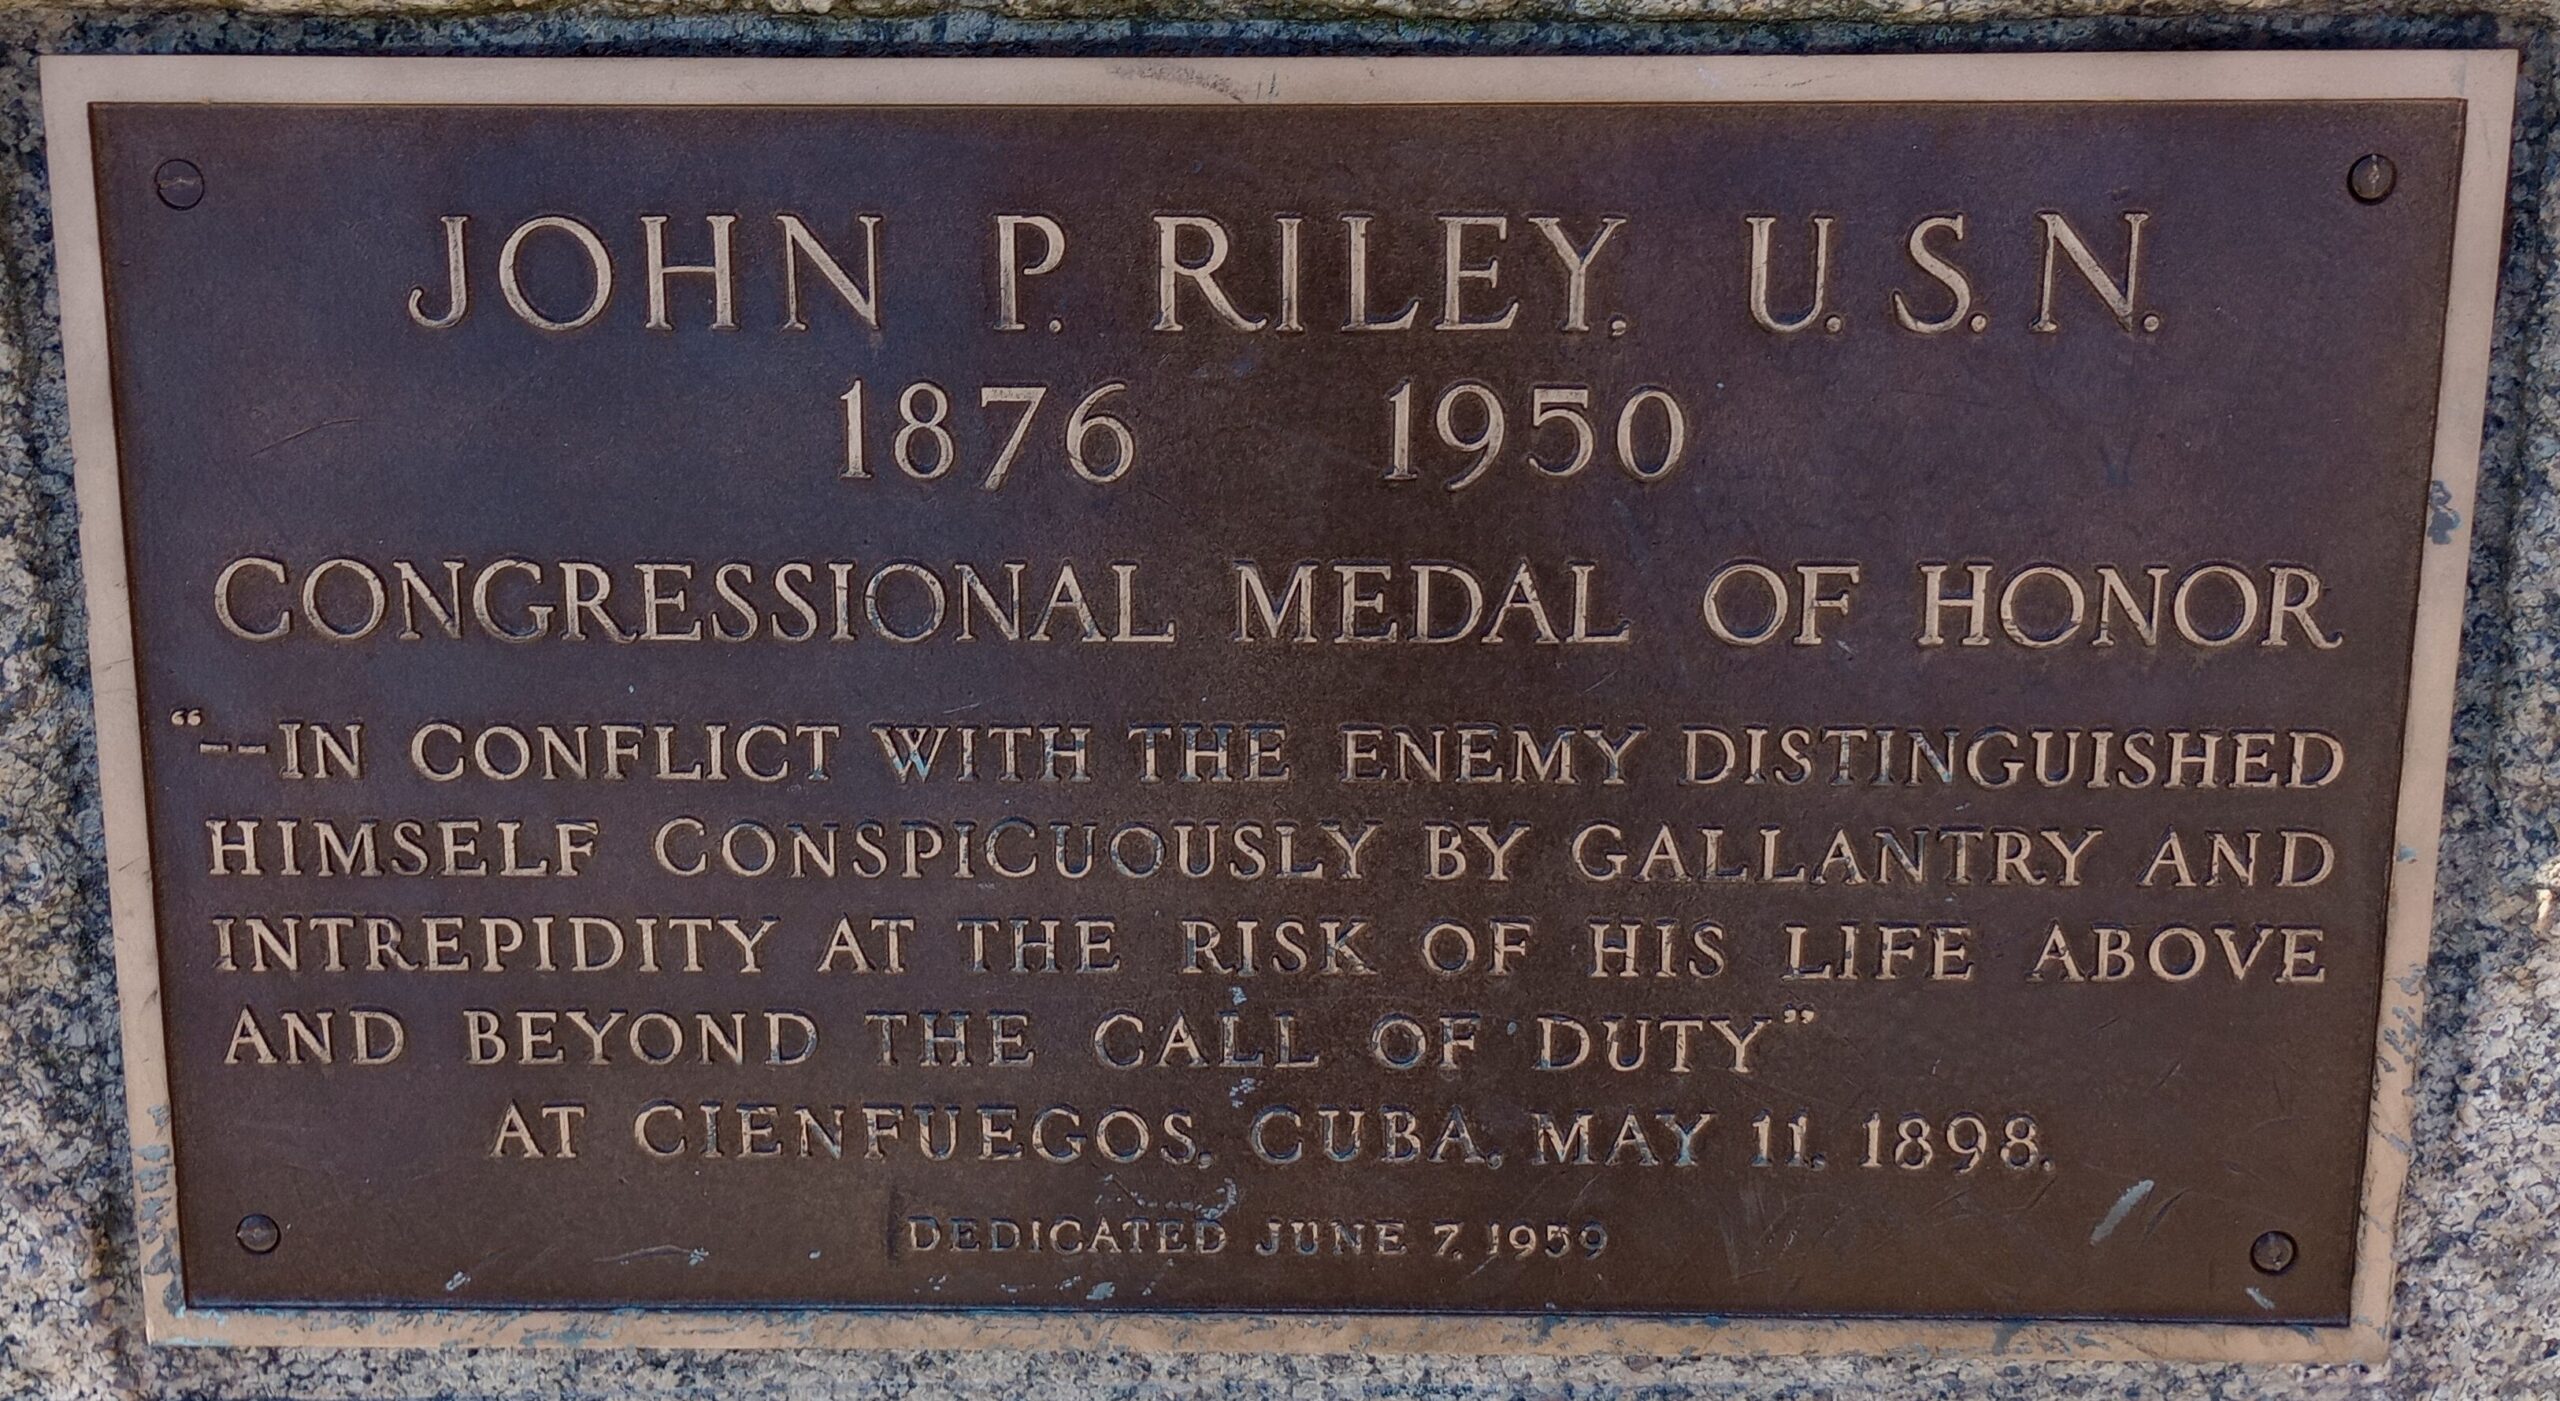 JOHN P. RILEY, U.S.N.
1876 1950
CONGRESSIONAL MEDAL OF HONOR
“--IN CONFLICT WITH THE ENEMY DISTINGUISHED
HIMSELF CONSPICUOUSLY BY GALLANTRY AND
INTREPIDITY AT THE RISK OF HIS LIFE ABOVE
AND BEYOND THE CALL OF DUTY”
AT CIENFUEGOS, CUBA, MAY 11, 1898.
DEDICATED JUNE 7, 1959